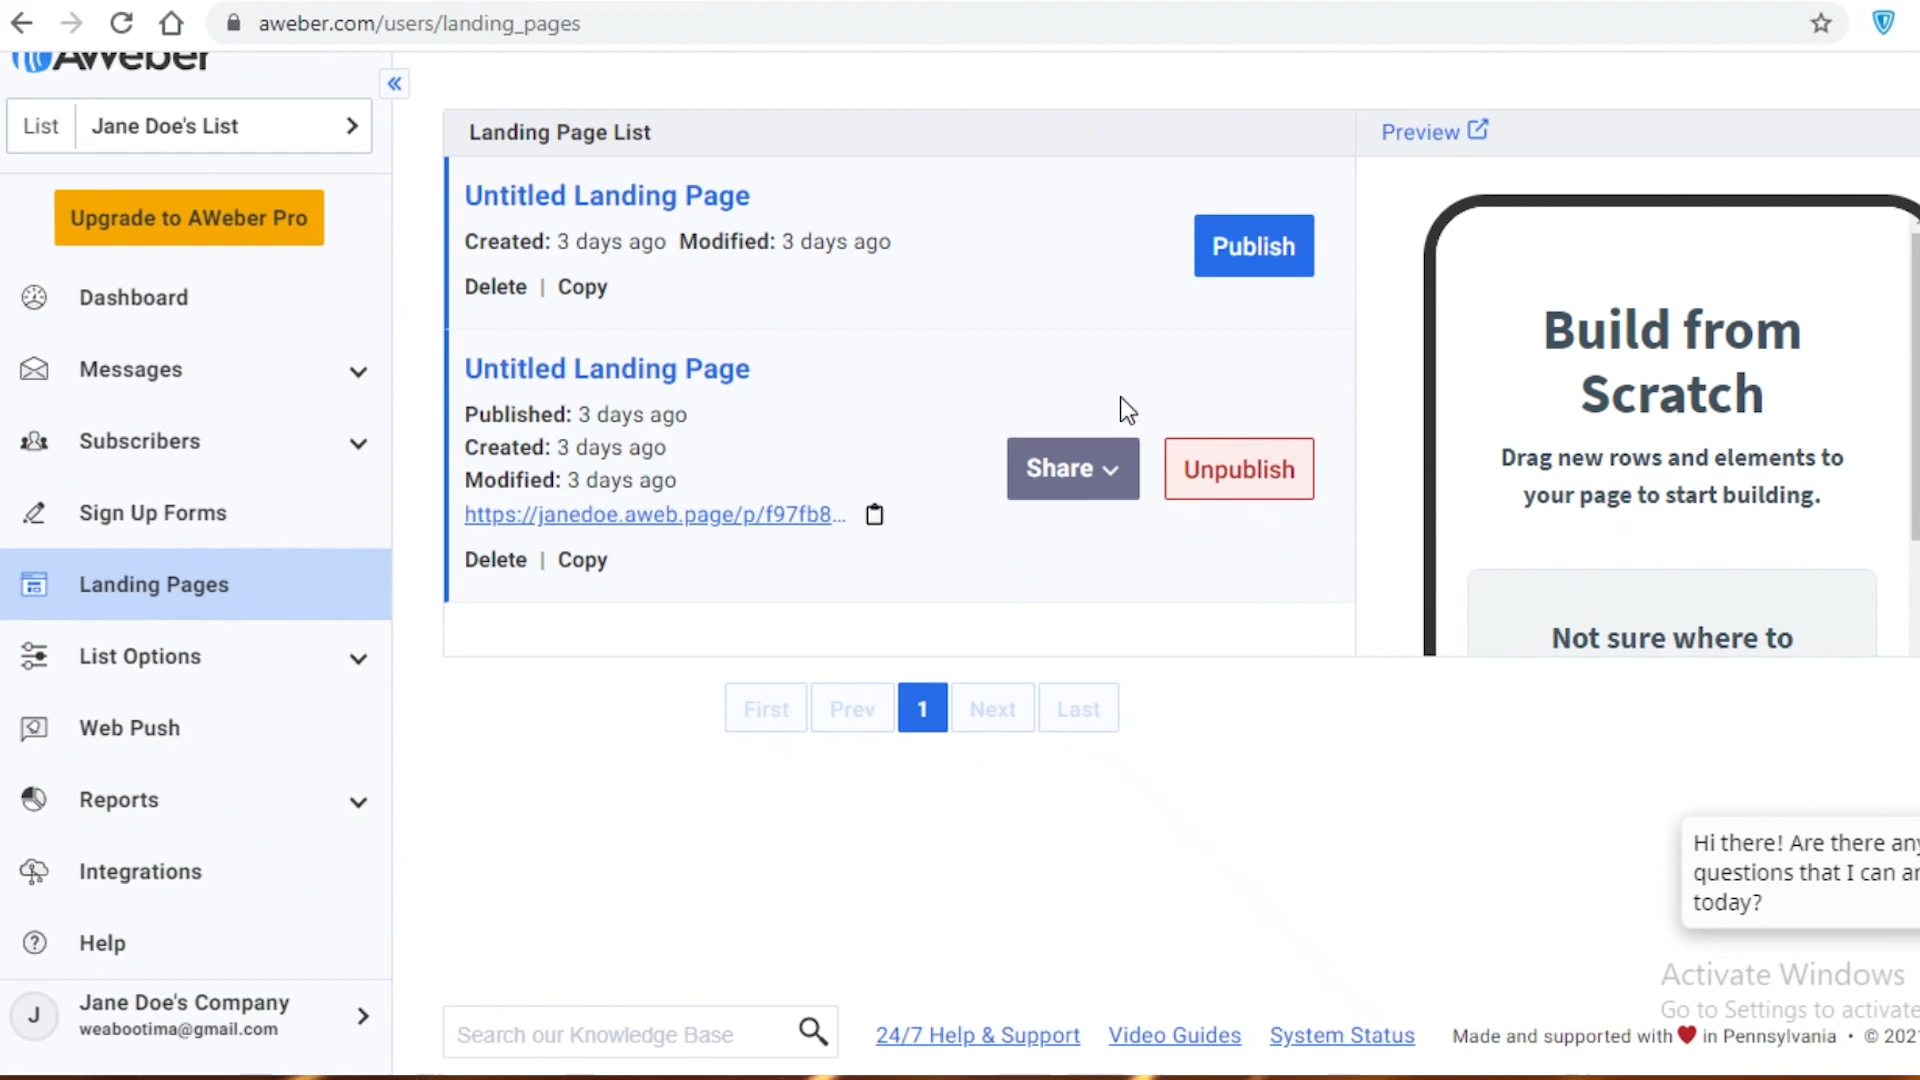 aweber.com/users/landing_pages
AWeber
List Jane Doe's List
Upgrade to AWeber Pro
Dashboard
Messages
Subscribers
Sign Up Forms
Landing Pages
List Options
Web Push
Reports
Integrations
Help
J
Jane Doe's Company
weabootima@gmail.com
Landing Page List
Untitled Landing Page
Created: 3 days ago Modified: 3 days ago
Delete | Copy
Publish
Untitled Landing Page
Published: 3 days ago
Created: 3 days ago
Modified: 3 days ago
https://janedoe.aweb.page/p/f97fb8...
Delete | Copy
Share
Unpublish
Preview
Build from
Scratch
Drag new rows and elements to
your page to start building.
Not sure where to
First Prev 1 Next Last
Hi there! Are there any
questions that I can
today?
Activate Windows
Go to Settings to activate
Search our Knowledge Base
24/7 Help & Support Video Guides System Status
Made and supported with ❤ in Pennsylvania • © 202